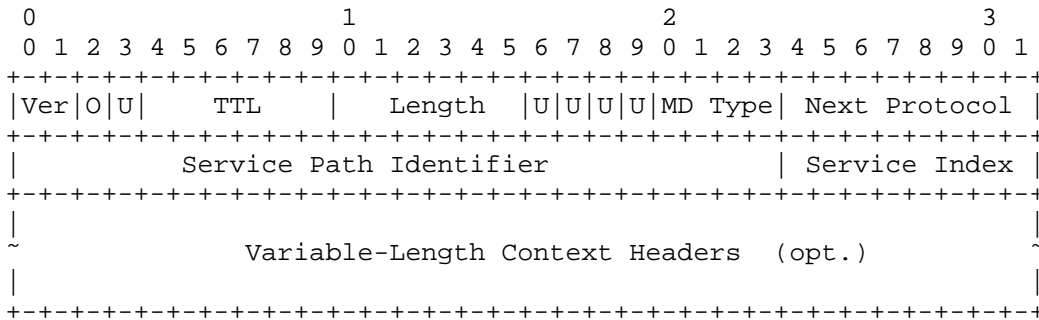 0                   1                   2                   3
 0 1 2 3 4 5 6 7 8 9 0 1 2 3 4 5 6 7 8 9 0 1 2 3 4 5 6 7 8 9 0 1
+-+-+-+-+-+-+-+-+-+-+-+-+-+-+-+-+-+-+-+-+-+-+-+-+-+-+-+-+-+-+-+-+
|Ver|O|U|    TTL    |   Length  |U|U|U|U|MD Type| Next Protocol |
+-+-+-+-+-+-+-+-+-+-+-+-+-+-+-+-+-+-+-+-+-+-+-+-+-+-+-+-+-+-+-+-+
|          Service Path Identifier              | Service Index |
+-+-+-+-+-+-+-+-+-+-+-+-+-+-+-+-+-+-+-+-+-+-+-+-+-+-+-+-+-+-+-+-+
|                                                               |
~              Variable-Length Context Headers  (opt.)          ~
|                                                               |
+-+-+-+-+-+-+-+-+-+-+-+-+-+-+-+-+-+-+-+-+-+-+-+-+-+-+-+-+-+-+-+-+